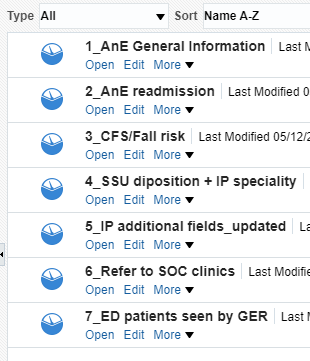 Type All Sort Name A-Z
1_AnE General Information Last M
Open Edit More
2_AnE readmission Last Modified 0
Open Edit More
3_CFS/Fall risk Last Modified 05/12/2
Open Edit More
4_SSU diposition + IP speciality
Open Edit More
5_IP additional fields_updated La
Open Edit More
6_Refer to SOC clinics Last Modifie
Open Edit More
7_ED patients seen by GER Last
Open Edit More